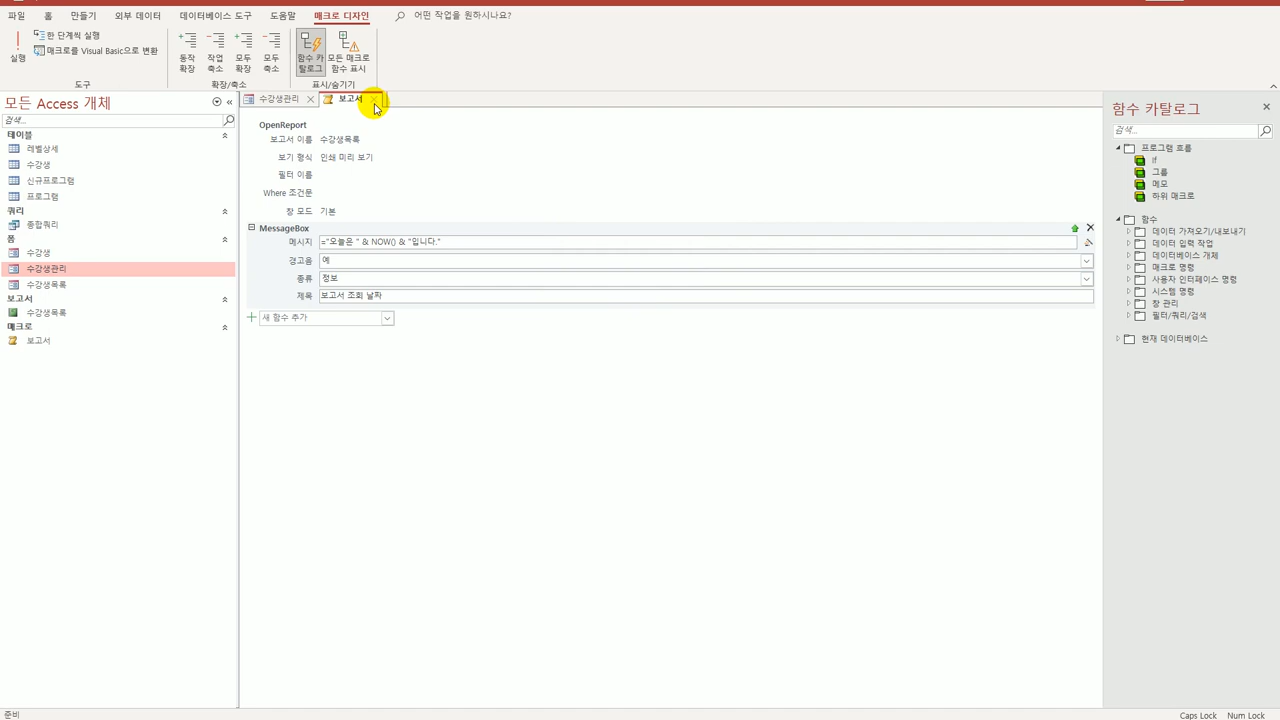 파일 홈 만들기 외부 데이터 데이터베이스 도구 도움말 매크로 디자인 어떤 작업을 원하시나요?
실행
한 단계씩 실행
매크로를 Visual Basic으로 변환
도구
동작 확장
작업 축소
모두 확장
모두 축소
확장/축소
함수 카탈로그
모든 매크로 함수 표시
표시/숨기기
모든 Access 개체
검색...
테이블
레벨상세
수강생
신규프로그램
프로그램
쿼리
종합쿼리
폼
수강생
수강생관리
수강생목록
보고서
수강생목록
매크로
보고서
수강생관리 보고서
OpenReport
보고서 이름 수강생목록
보기 형식 인쇄 미리 보기
필터 이름
Where 조건문
창 모드 기본
MessageBox
메시지 ="오늘은 " & NOW() & "입니다."
경고음 예
종류 정보
제목 보고서 조회 날짜
새 함수 추가
함수 카탈로그
검색...
프로그램 흐름
If
그룹
메모
하위 매크로
함수
데이터 가져오기/내보내기
데이터 입력 작업
데이터베이스 개체
매크로 명령
사용자 인터페이스 명령
시스템 명령
창 관리
필터/쿼리/검색
현재 데이터베이스
준비
Caps Lock Num Lock